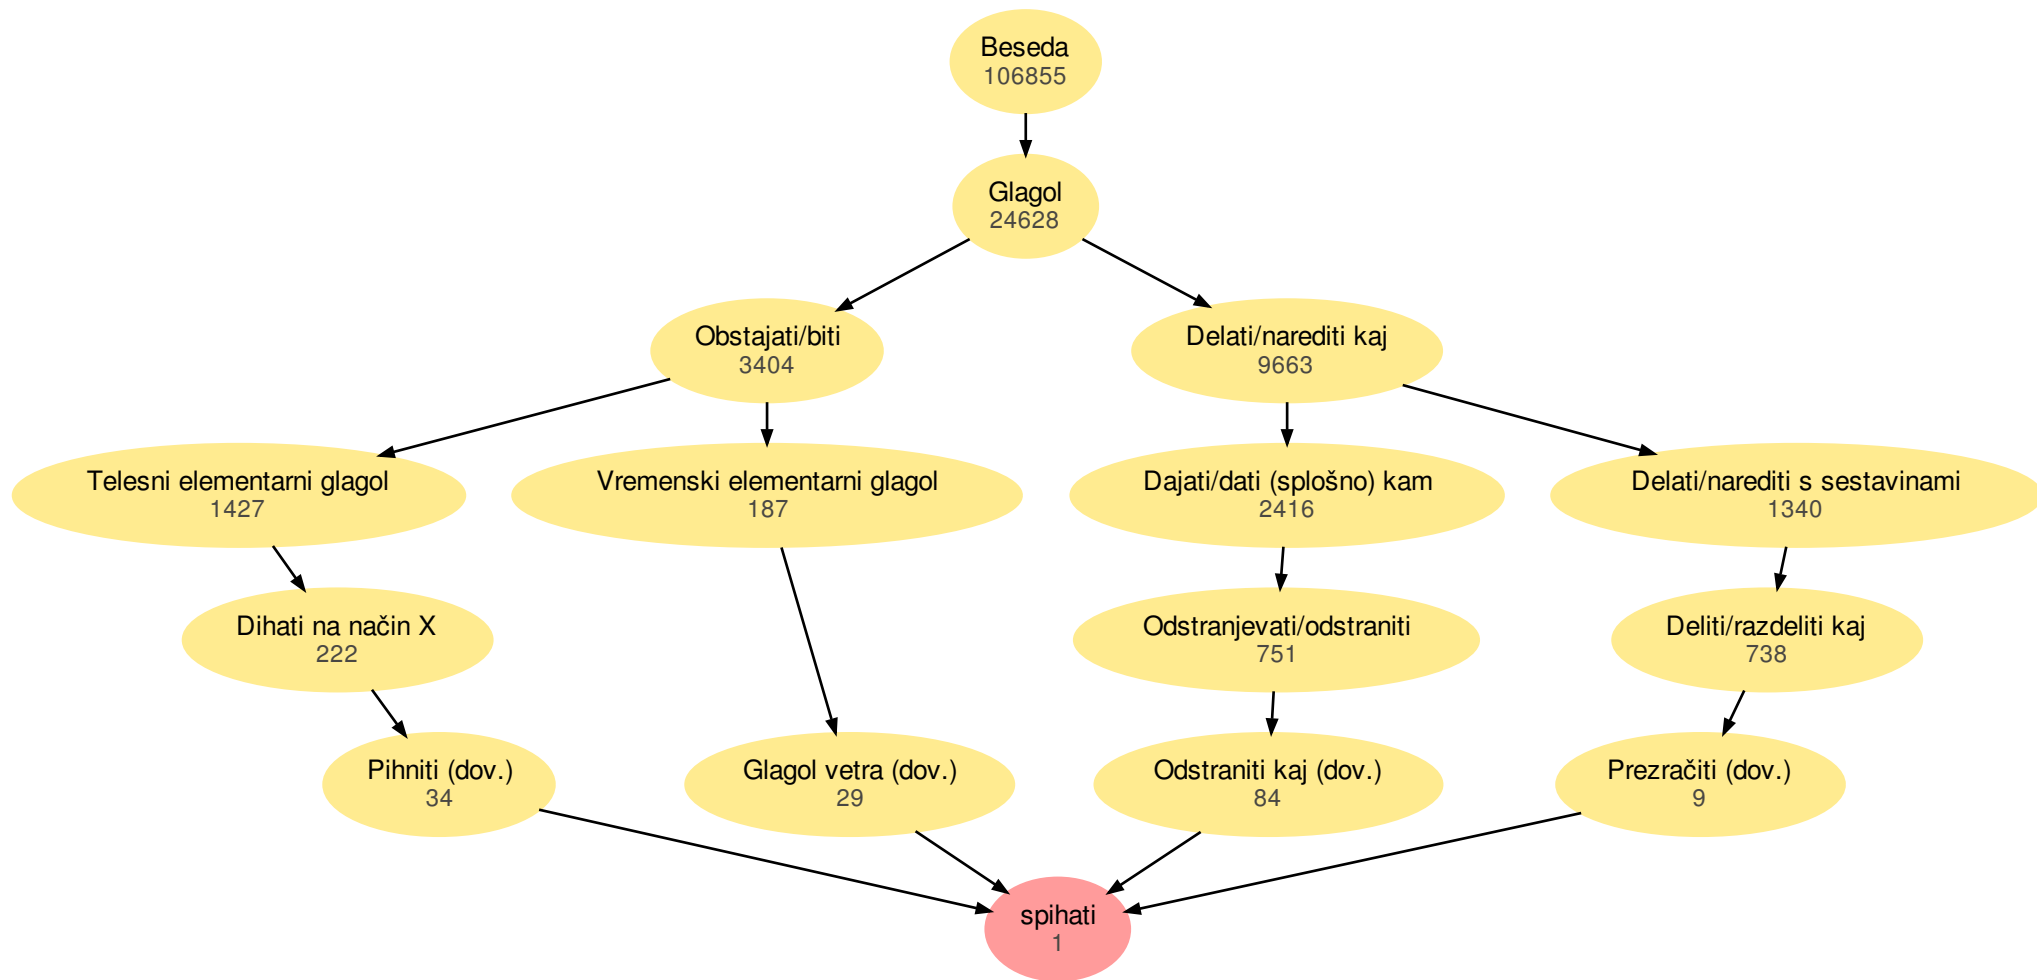 Beseda
106855
Glagol
24628
Obstajati/biti
3404
Delati/narediti kaj
9663
Telesni elementarni glagol
1427
Vremenski elementarni glagol
187
Dajati/dati (splošno) kam
2416
Delati/narediti s sestavinami
1340
Dihati na način X
222
Odstranjevati/odstraniti
751
Deliti/razdeliti kaj
738
Pihniti (dov.)
34
Glagol vetra (dov.)
29
Odstraniti kaj (dov.)
84
Prezračiti (dov.)
9
spihati
1